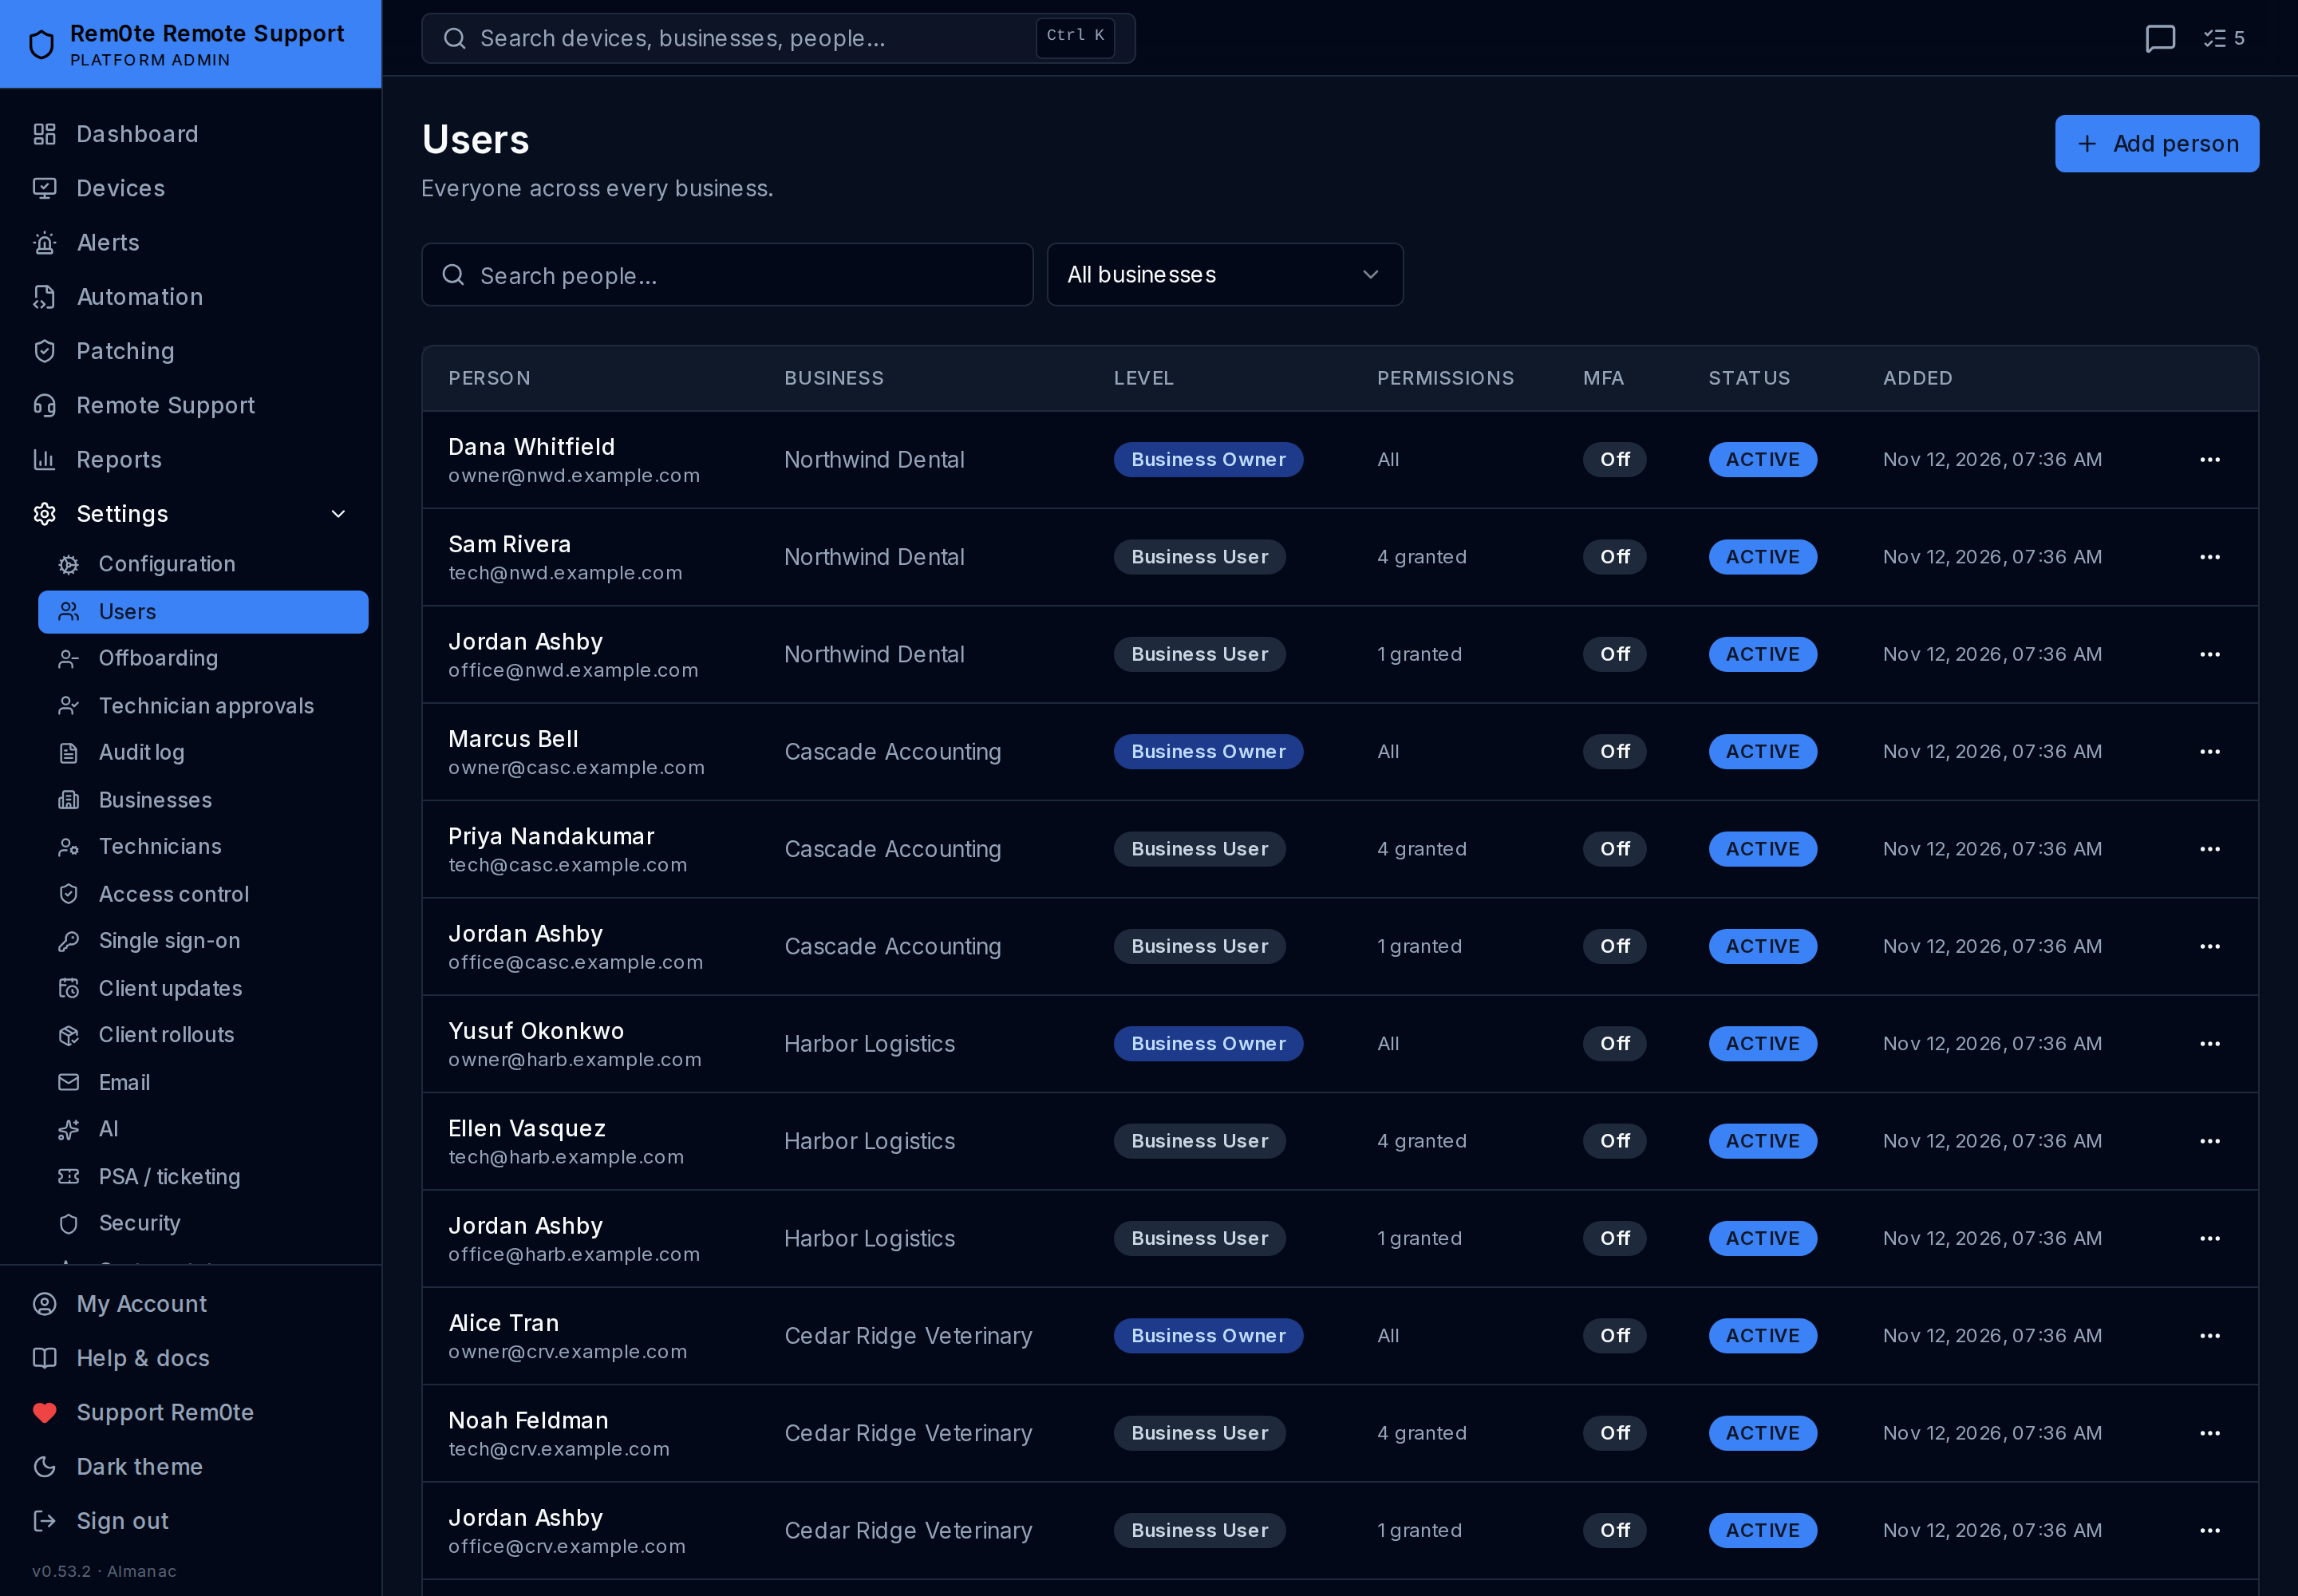 Rem0te Remote Support
PLATFORM ADMIN
Search devices, businesses, people...
Ctrl K
5
Dashboard
Devices
Alerts
Automation
Patching
Remote Support
Reports
Settings
Configuration
Users
Offboarding
Technician approvals
Audit log
Businesses
Technicians
Access control
Single sign-on
Client updates
Client rollouts
Email
AI
PSA / ticketing
Security
My Account
Help & docs
Support Rem0te
Dark theme
Sign out
v0.53.2 · Almanac
Users
Everyone across every business.
Add person
Search people...
All businesses
PERSON BUSINESS LEVEL PERMISSIONS MFA STATUS ADDED
Dana Whitfield
owner@nwd.example.com
Northwind Dental Business Owner All Off ACTIVE Nov 12, 2026, 07:36 AM
Sam Rivera
tech@nwd.example.com
Northwind Dental Business User 4 granted Off ACTIVE Nov 12, 2026, 07:36 AM
Jordan Ashby
office@nwd.example.com
Northwind Dental Business User 1 granted Off ACTIVE Nov 12, 2026, 07:36 AM
Marcus Bell
owner@casc.example.com
Cascade Accounting Business Owner All Off ACTIVE Nov 12, 2026, 07:36 AM
Priya Nandakumar
tech@casc.example.com
Cascade Accounting Business User 4 granted Off ACTIVE Nov 12, 2026, 07:36 AM
Jordan Ashby
office@casc.example.com
Cascade Accounting Business User 1 granted Off ACTIVE Nov 12, 2026, 07:36 AM
Yusuf Okonkwo
owner@harb.example.com
Harbor Logistics Business Owner All Off ACTIVE Nov 12, 2026, 07:36 AM
Ellen Vasquez
tech@harb.example.com
Harbor Logistics Business User 4 granted Off ACTIVE Nov 12, 2026, 07:36 AM
Jordan Ashby
office@harb.example.com
Harbor Logistics Business User 1 granted Off ACTIVE Nov 12, 2026, 07:36 AM
Alice Tran
owner@crv.example.com
Cedar Ridge Veterinary Business Owner All Off ACTIVE Nov 12, 2026, 07:36 AM
Noah Feldman
tech@crv.example.com
Cedar Ridge Veterinary Business User 4 granted Off ACTIVE Nov 12, 2026, 07:36 AM
Jordan Ashby
office@crv.example.com
Cedar Ridge Veterinary Business User 1 granted Off ACTIVE Nov 12, 2026, 07:36 AM